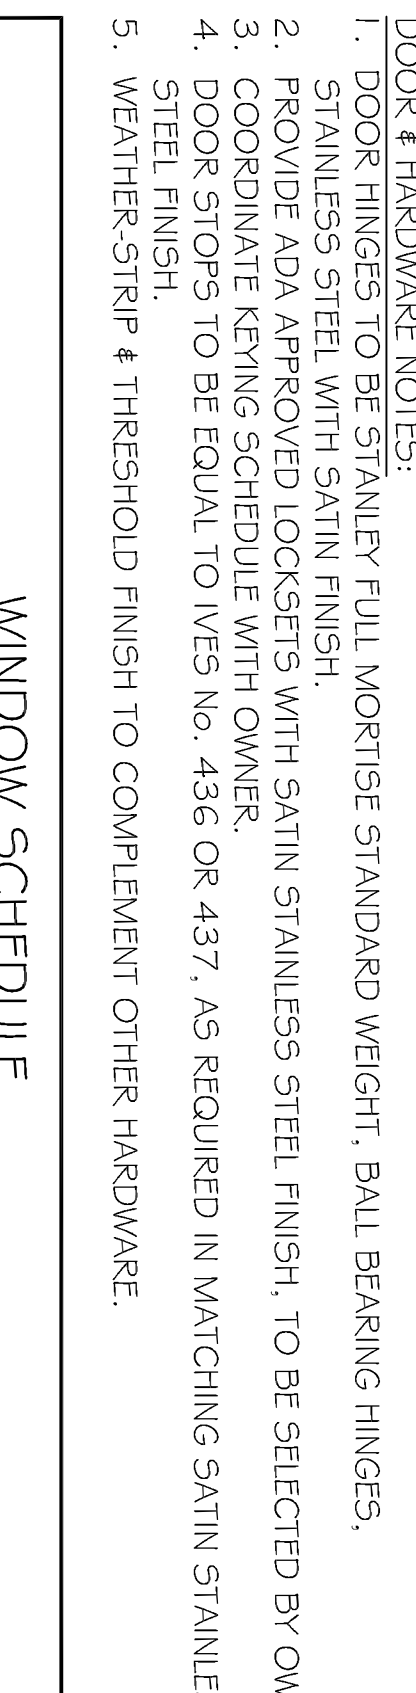 DOOR & HARDWARE NOTES:
1. DOOR HINGES TO BE STANLEY FULL MORTISE STANDARD WEIGHT, BALL BEARING HINGES,
STAINLESS STEEL WITH SATIN FINISH.
2. PROVIDE ADA APPROVED LOCKSETS WITH SATIN STAINLESS STEEL FINISH, TO BE SELECTED BY OW
3. COORDINATE KEYING SCHEDULE WITH OWNER.
4. DOOR STOPS TO BE EQUAL TO IVES No. 436 OR 437, AS REQUIRED IN MATCHING SATIN STAINLE
STEEL FINISH.
5. WEATHER-STRIP & THRESHOLD FINISH TO COMPLEMENT OTHER HARDWARE.
WINDOW SCHEDULE